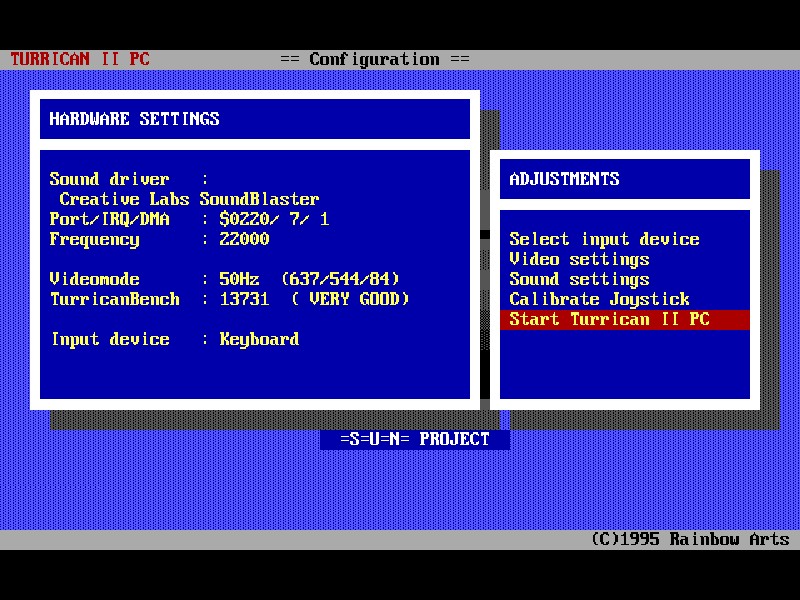 TURRICAN II PC == Configuration ==
HARDWARE SETTINGS
Sound driver :
Creative Labs SoundBlaster
Port/IRQ/DMA : $0220/ 7/ 1
Frequency : 22000
Videomode : 50Hz (637/544/84)
TurricanBench : 13731 ( VERY GOOD)
Input device : Keyboard
ADJUSTMENTS
Select input device
Video settings
Sound settings
Calibrate Joystick
Start Turrican II PC
=S=U=N= PROJECT
(C)1995 Rainbow Arts